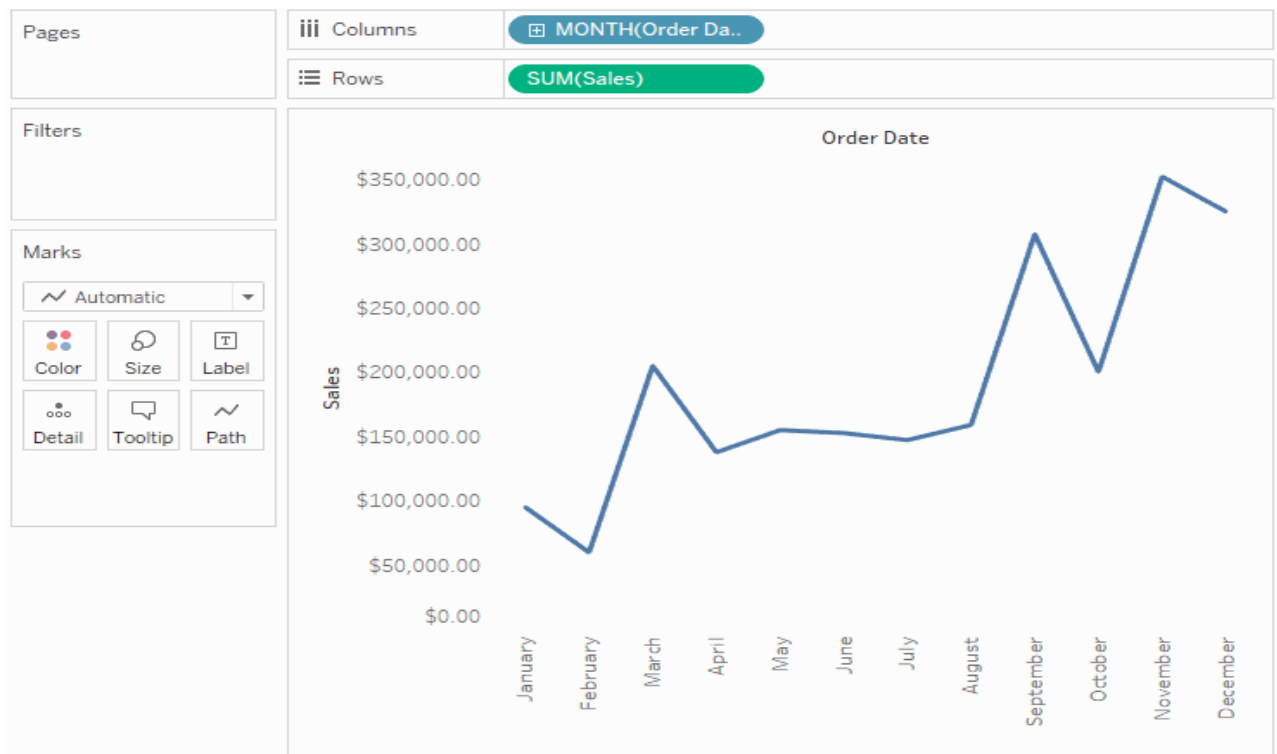 Pages
Columns
MONTH(Order Da..
Rows
SUM(Sales)
Filters
Marks
Automatic
Color
Size
T
Label
Detail
Tooltip
Path
Order Date
Sales
$350,000.00
$300,000.00
$250,000.00
$200,000.00
$150,000.00
$100,000.00
$50,000.00
$0.00
January
February
March
April
May
June
July
August
September
October
November
December